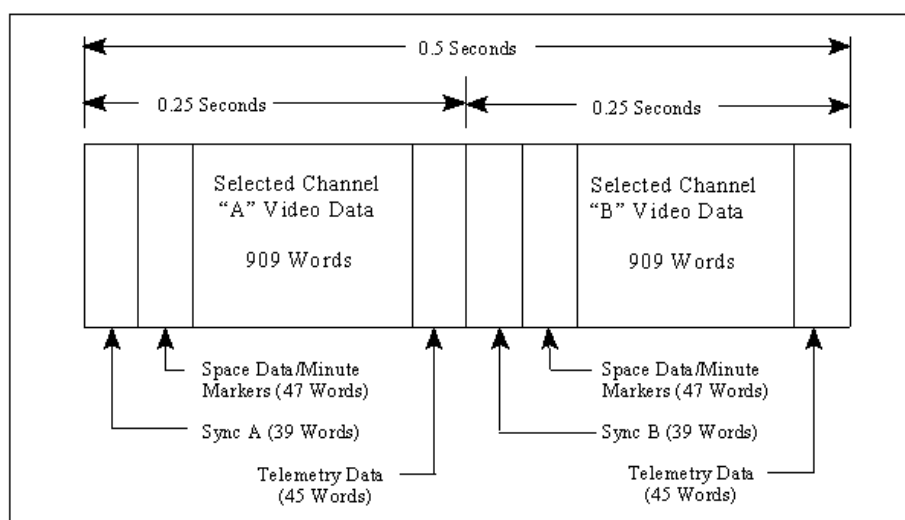 0.5 Seconds
0.25 Seconds
0.25 Seconds
Selected Channel
“A” Video Data
909 Words
Selected Channel
“B” Video Data
909 Words
Space Data/Minute
Markers (47 Words)
Sync A (39 Words)
Telemetry Data
(45 Words)
Space Data/Minute
Markers (47 Words)
Sync B (39 Words)
Telemetry Data
(45 Words)